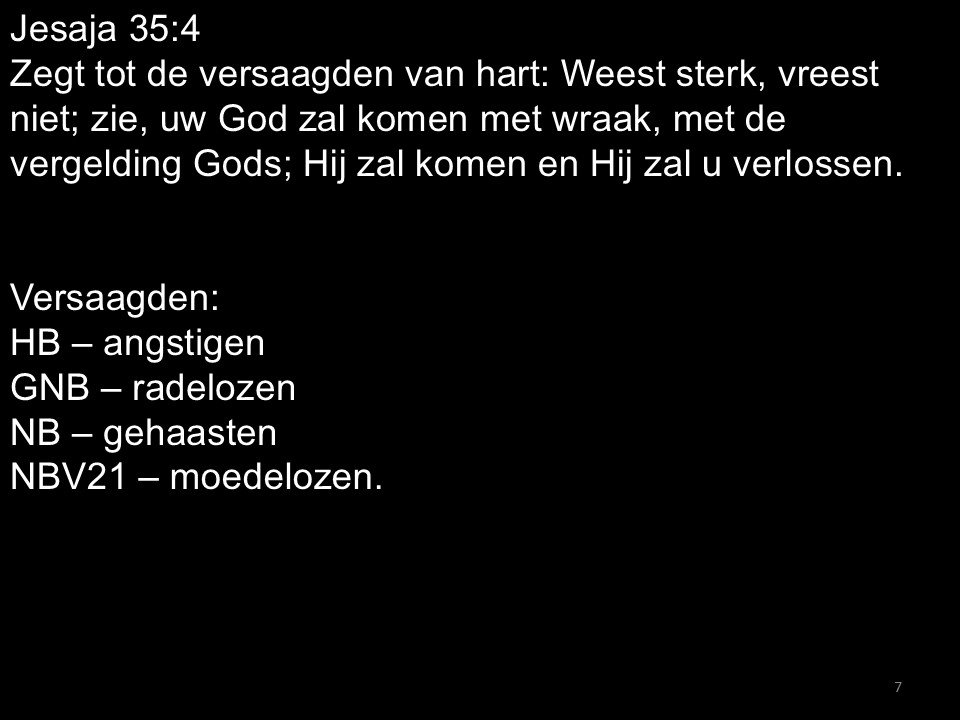 Jesaja 35:4
Zegt tot de versaagden van hart: Weest sterk, vreest
niet; zie, uw God zal komen met wraak, met de
vergelding Gods; Hij zal komen en Hij zal u verlossen.
Versaagden:
HB – angstigen
GNB – radelozen
NB – gehaasten
NBV21 – moedelozen.
7